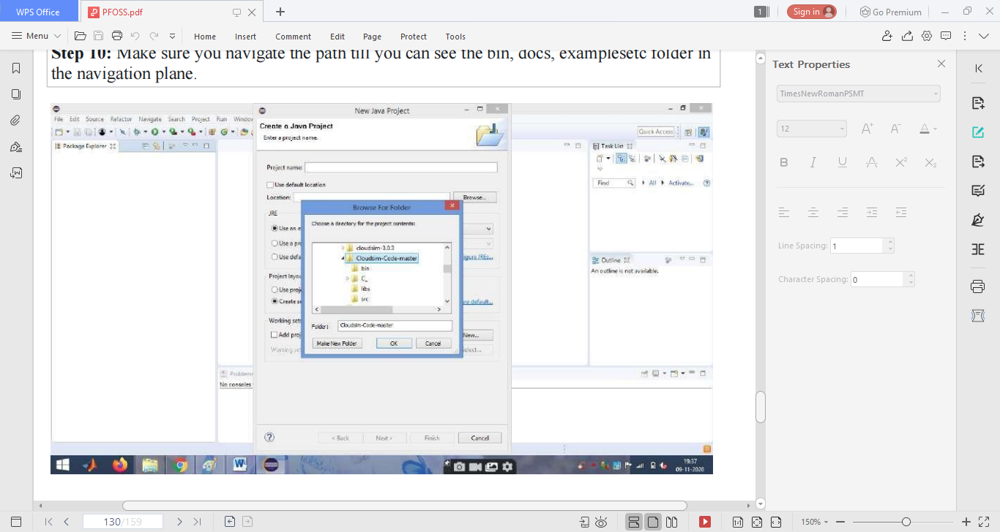 WPS Office
PFOSS.pdf
1
Sign in
Go Premium
Menu
Home Insert Comment Edit Page Protect Tools
Step 10: Make sure you navigate the path till you can see the bin, docs, examplesetc folder in
the navigation plane.
Text Properties
TimesNewRomanPSMT
12
Line Spacing: 1
Character Spacing: 0
New Java Project
File Edit Source Refactor Navigate Search Project Run Window
Create a Java Project
Enter a project name.
Quick Access
Package Explorer
Task List
Project name:
Use default location
Location:
Browse...
Find
All
Activate...
Browse For Folder
Choose a directory for the project contents:
JRE
Use an e
Use a pr
Use defa
igure JREs...
cloudsim-3.0.3
Cloudsim-Code-master
bin
C_
libs
src
Outline
An outline is not available.
Project layou
Use proj
Create se
re default...
Working sets
Add proj
Working se
New...
elect...
Folder: Cloudsim-Code-master
Make New Folder OK Cancel
Problems
No consoles
< Back Next > Finish Cancel
19:37
09-11-2020
130/159
150%